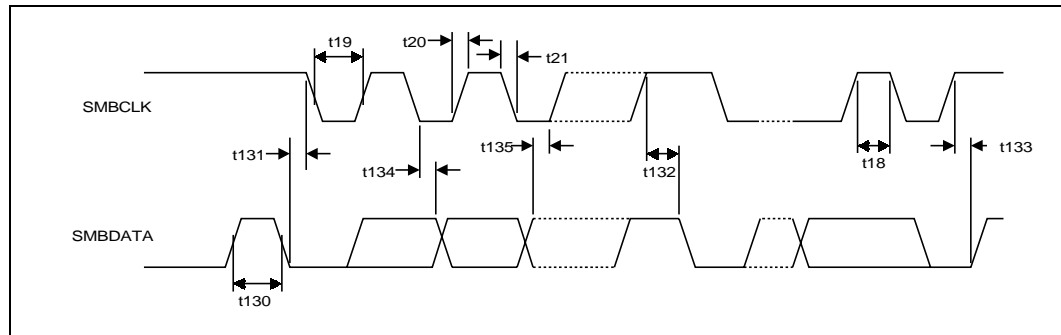 t19
t20
t21
SMBCLK
t131
t134
t135
t132
t18
t133
SMBDATA
t130